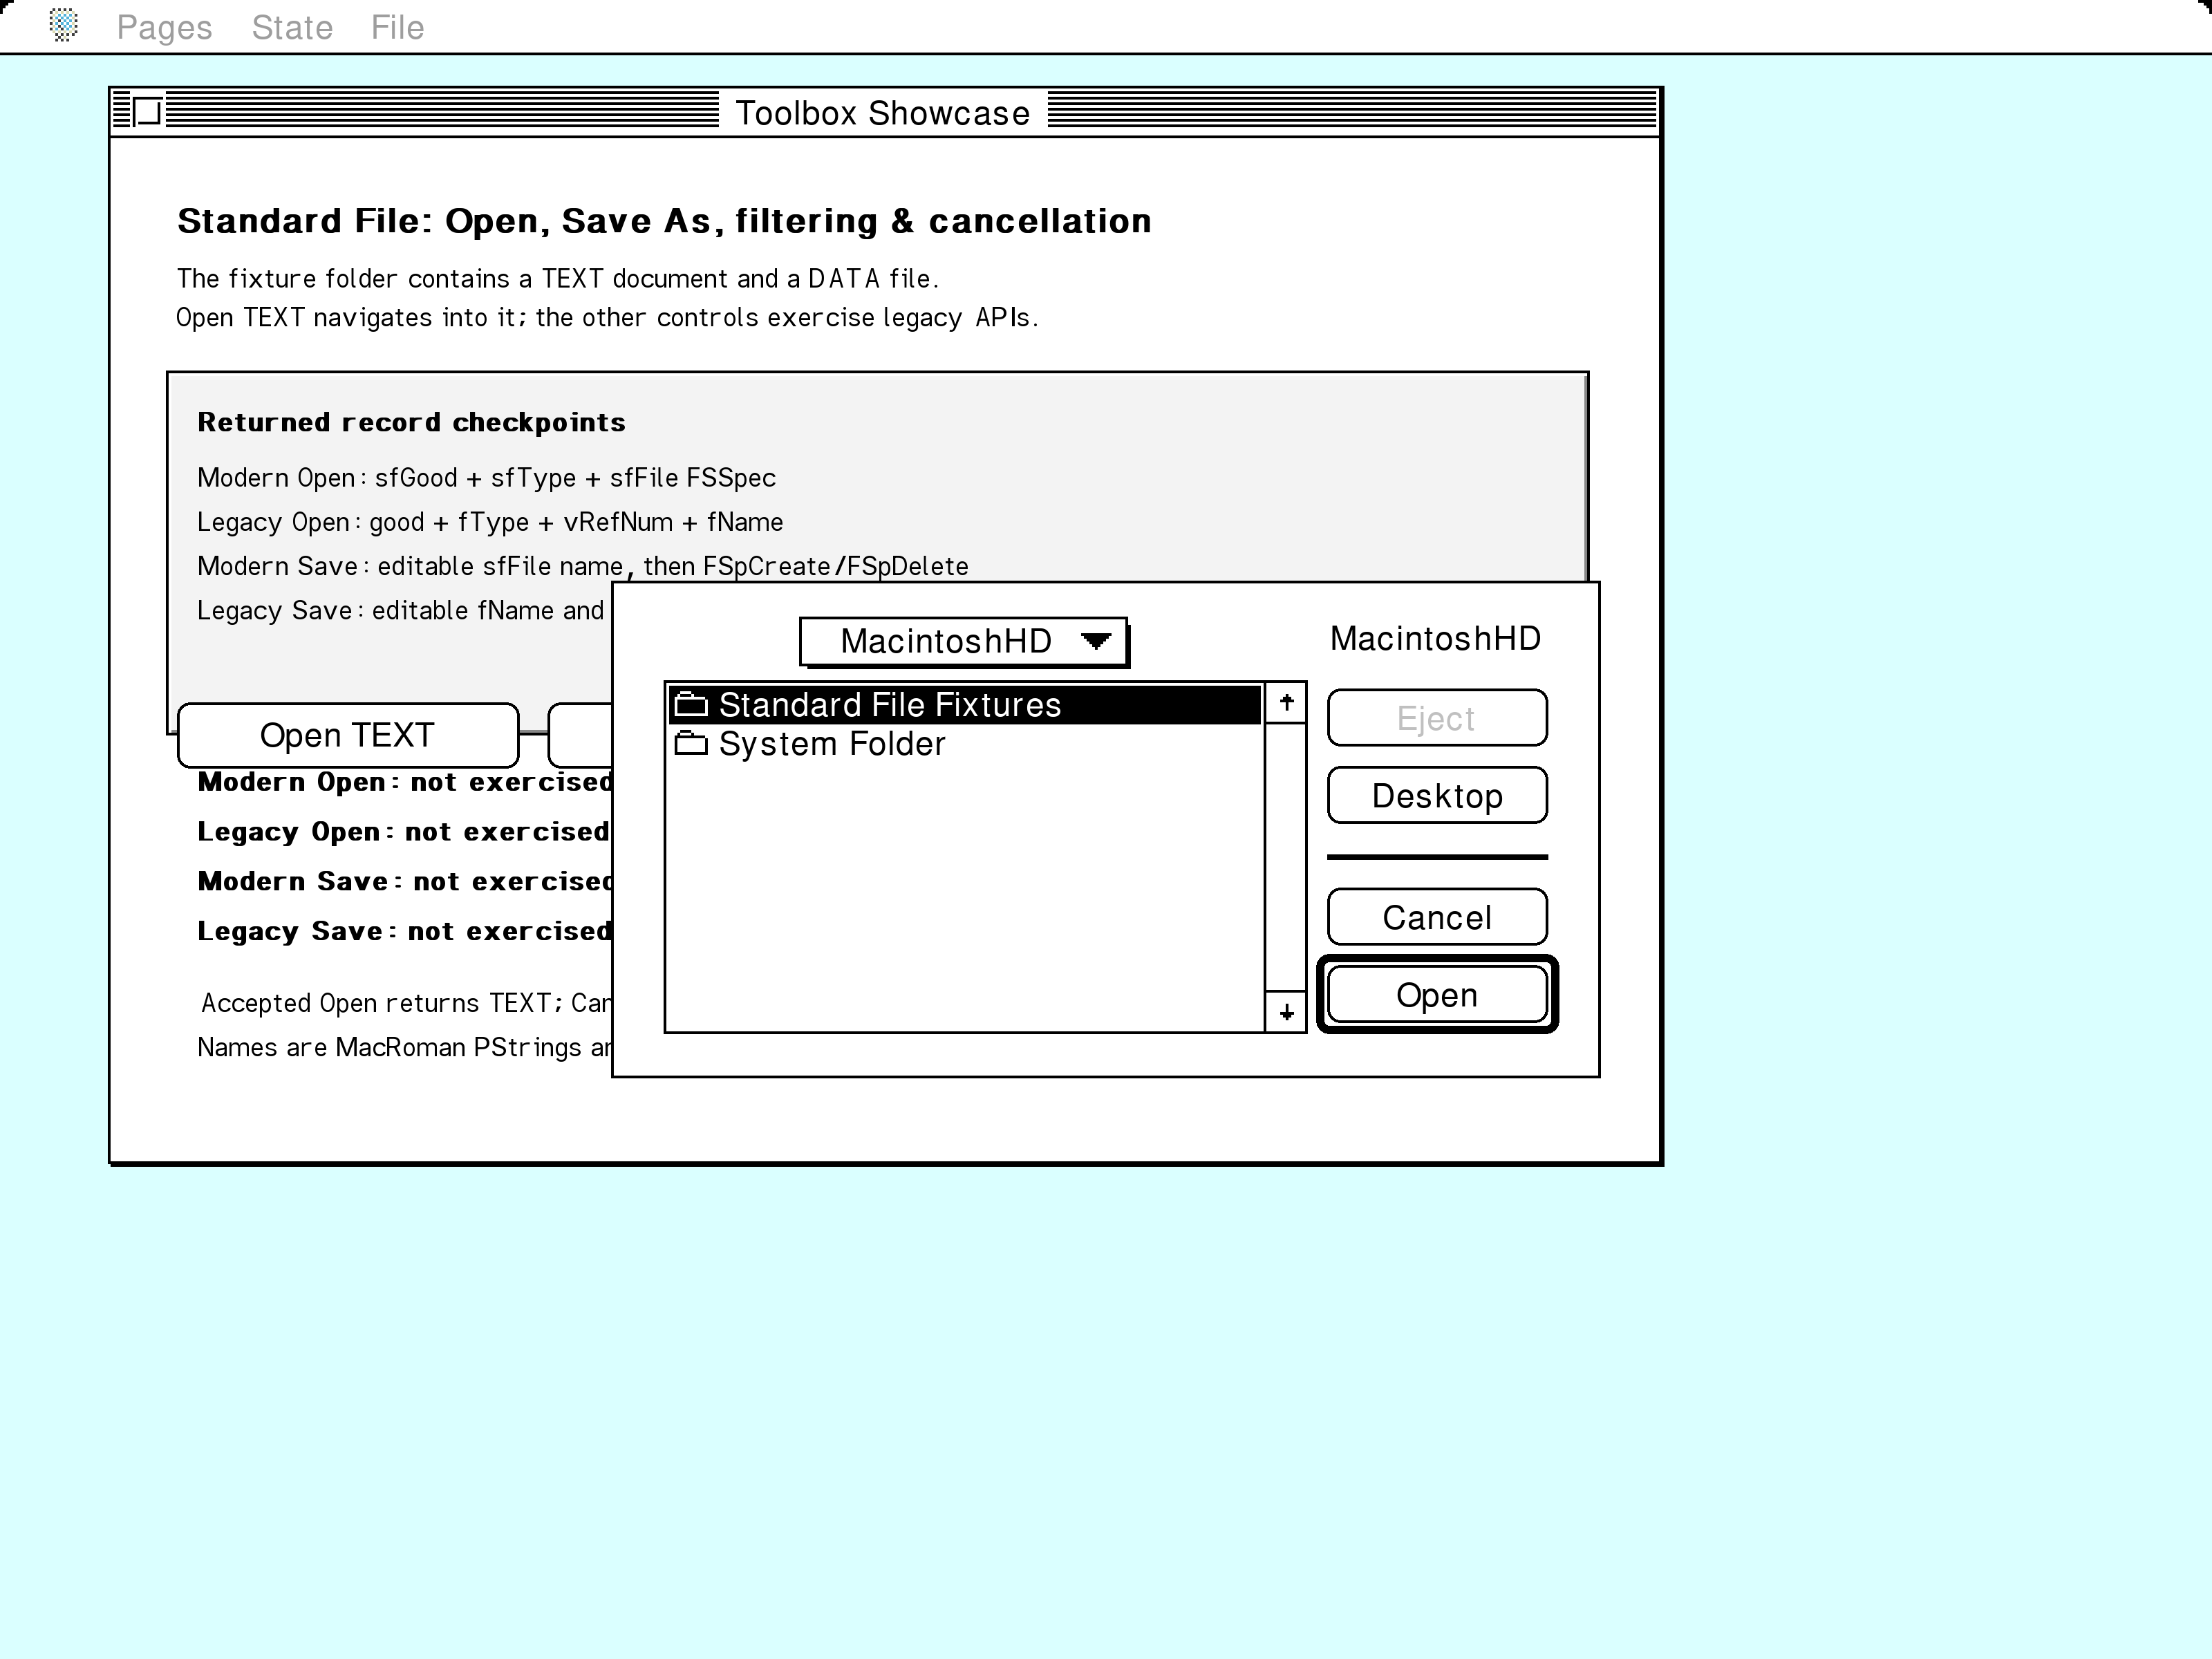 Pages State File
Toolbox Showcase
Standard File: Open, Save As, filtering & cancellation
The fixture folder contains a TEXT document and a DATA file.
Open TEXT navigates into it; the other controls exercise legacy APIs.
Returned record checkpoints
Modern Open: sfGood + sfType + sfFile FSSpec
Legacy Open: good + fType + vRefNum + fName
Modern Save: editable sfFile name, then FSpCreate/FSpDelete
Legacy Save: editable fName and
Open TEXT
Modern Open: not exercised
Legacy Open: not exercised
Modern Save: not exercised
Legacy Save: not exercised
Accepted Open returns TEXT;
Names are MacRoman PStrings
MacintoshHD
MacintoshHD
Standard File Fixtures
System Folder
Eject
Desktop
Cancel
Open